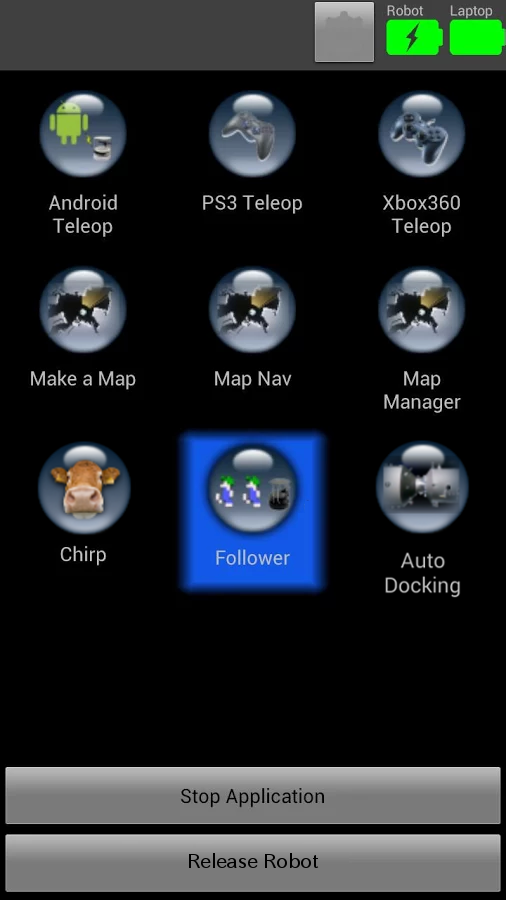 Robot Laptop
Android PS3 Teleop Xbox360
Teleop Teleop
Make a Map Map Nav Map
Manager
Chirp Follower Auto
Docking
Stop Application
Release Robot